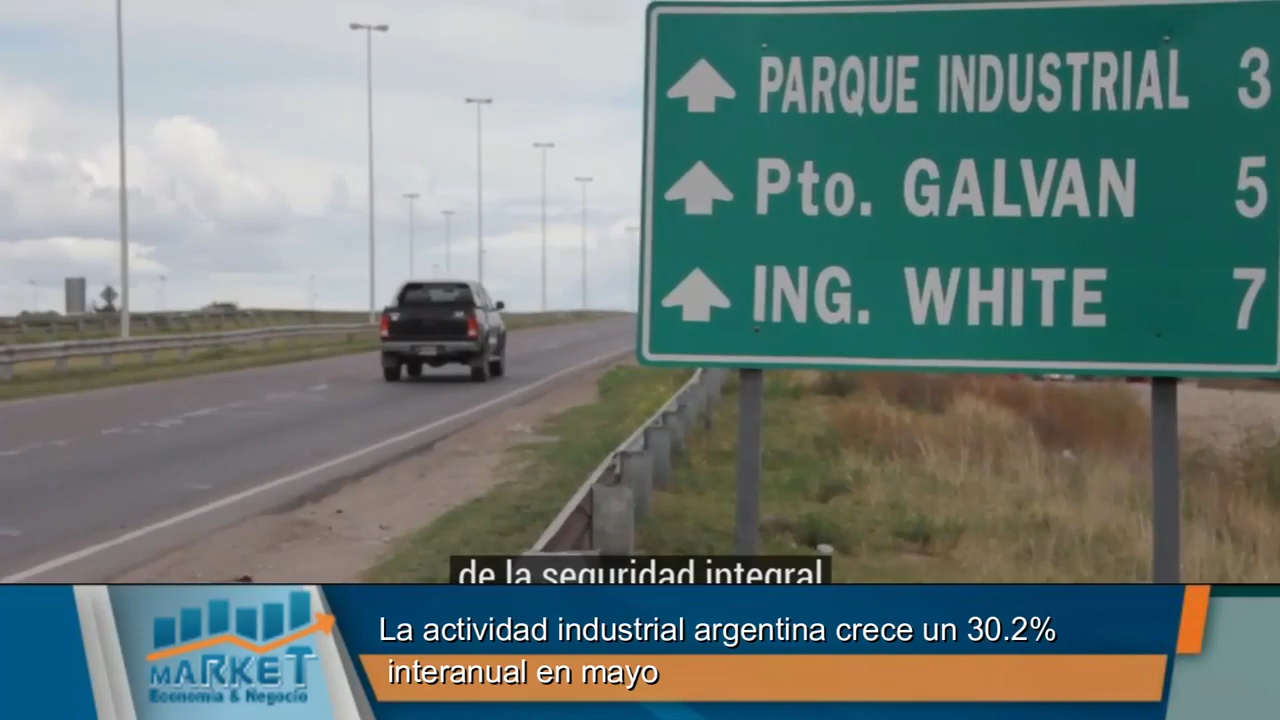 PARQUE INDUSTRIAL 3
Pto. GALVAN 5
ING. WHITE 7
de la seguridad integral
La actividad industrial argentina crece un 30.2%
interanual en mayo
MARKET
Economia & Negocio